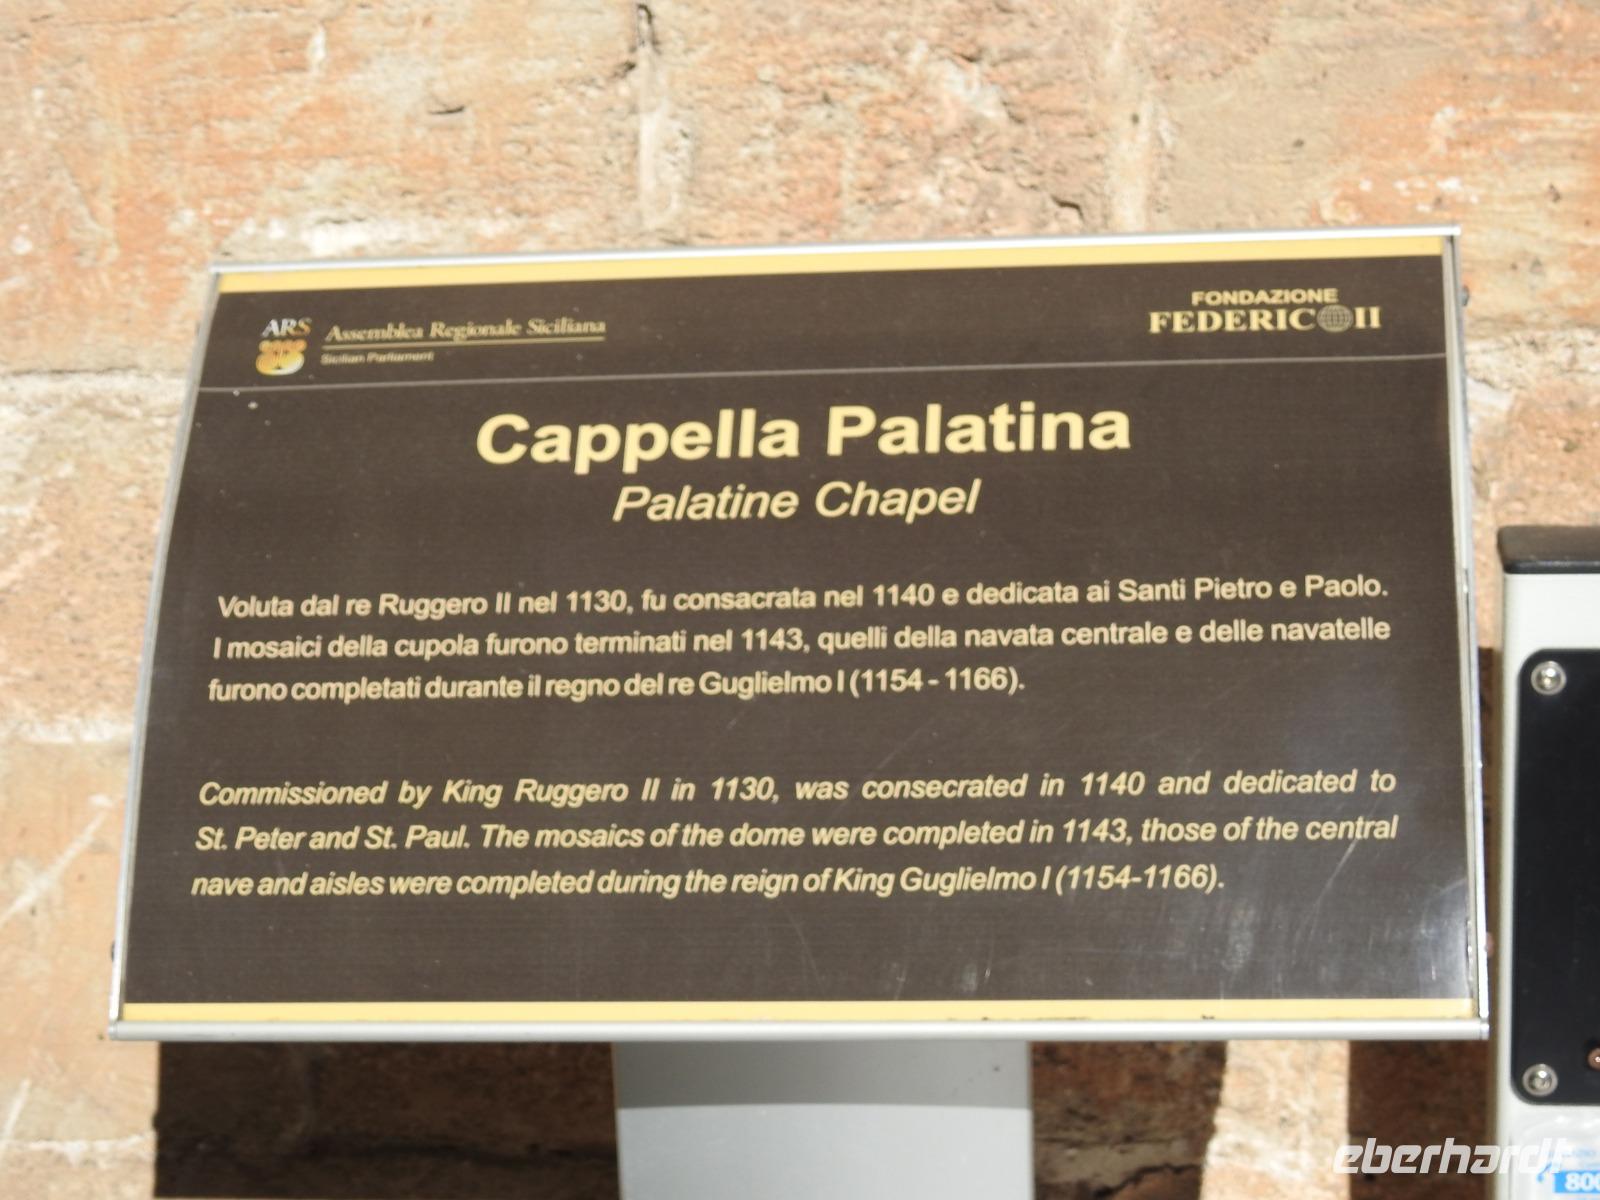 ARS
Assemblea Regionale Siciliana
Sicilian Parliament
FONDAZIONE
FEDERICO II
Cappella Palatina
Palatine Chapel
Voluta dal re Ruggero II nel 1130, fu consacrata nel 1140 e dedicata ai Santi Pietro e Paolo.
I mosaici della cupola furono terminati nel 1143, quelli della navata centrale e delle navatelle
furono completati durante il regno del re Guglielmo I (1154 - 1166).
Commissioned by King Ruggero II in 1130, was consecrated in 1140 and dedicated to
St. Peter and St. Paul. The mosaics of the dome were completed in 1143, those of the central
nave and aisles were completed during the reign of King Guglielmo I (1154-1166).
eberhardt